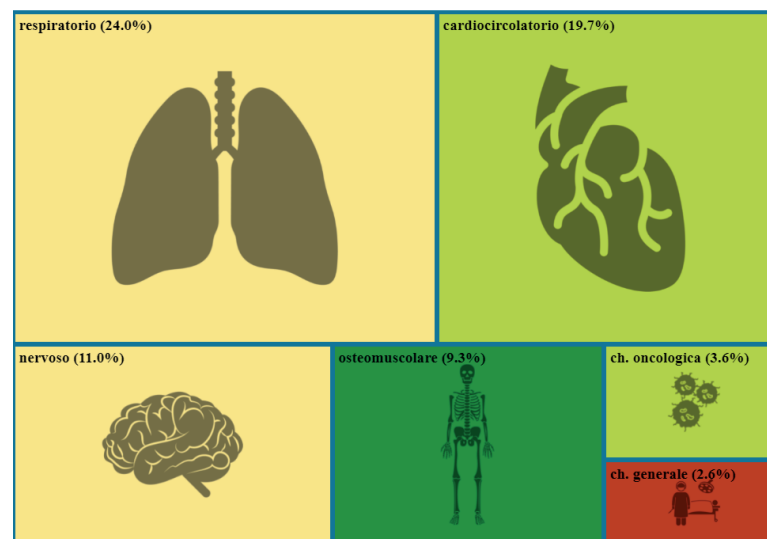 respiratorio (24.0%)
cardiocircolatorio (19.7%)
nervoso (11.0%)
osteomuscolare (9.3%)
ch. oncologica (3.6%)
ch. generale (2.6%)